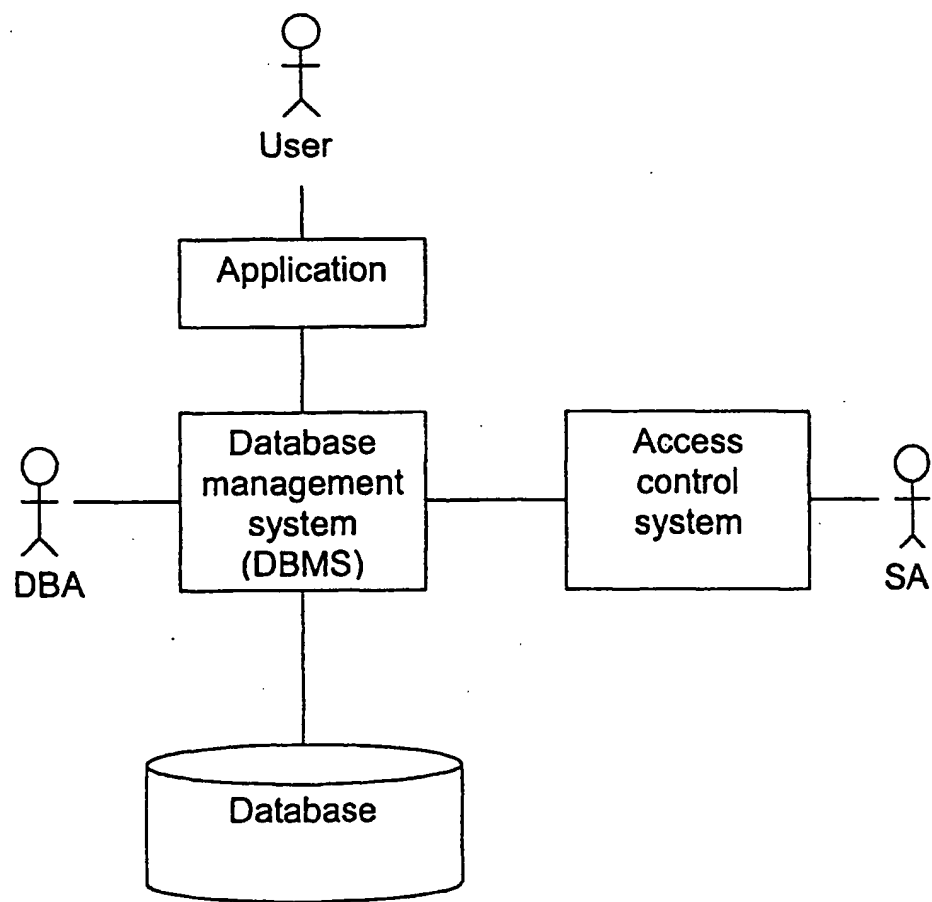 User
Application
Database
management
system
(DBMS)
Access
control
system
DBA
SA
Database